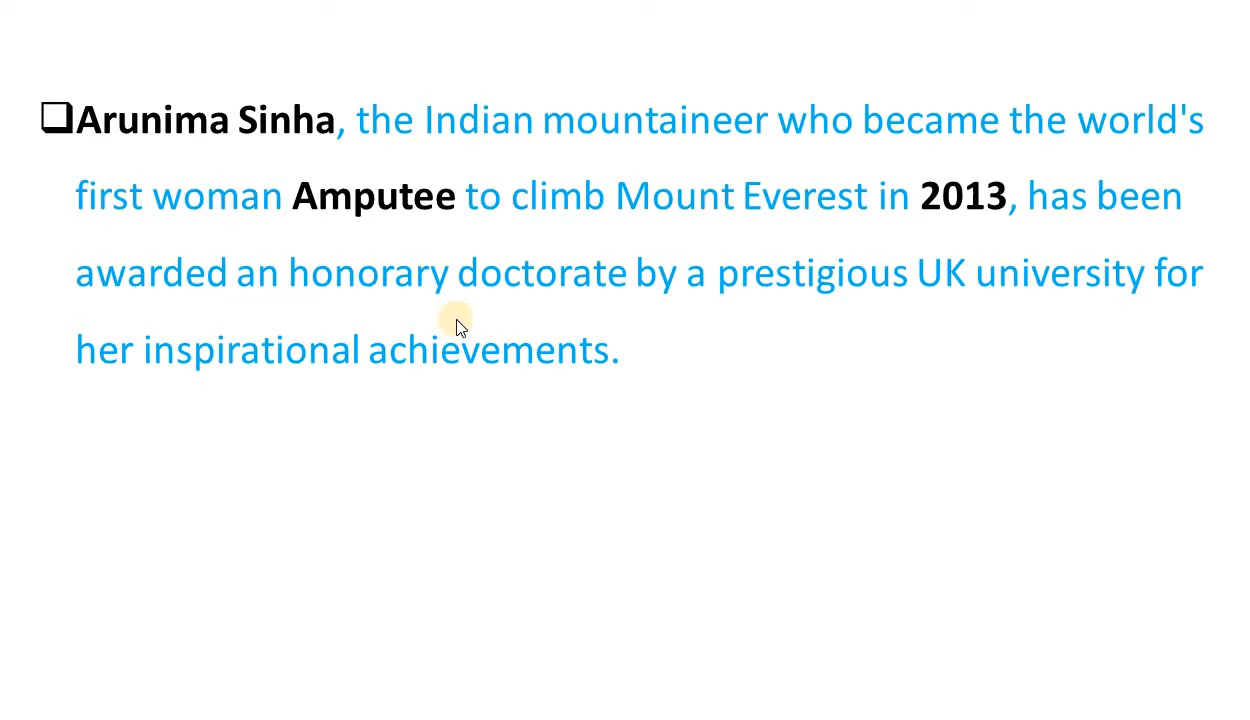 ❑Arunima Sinha, the Indian mountaineer who became the world's
first woman Amputee to climb Mount Everest in 2013, has been
awarded an honorary doctorate by a prestigious UK university for
her inspirational achievements.